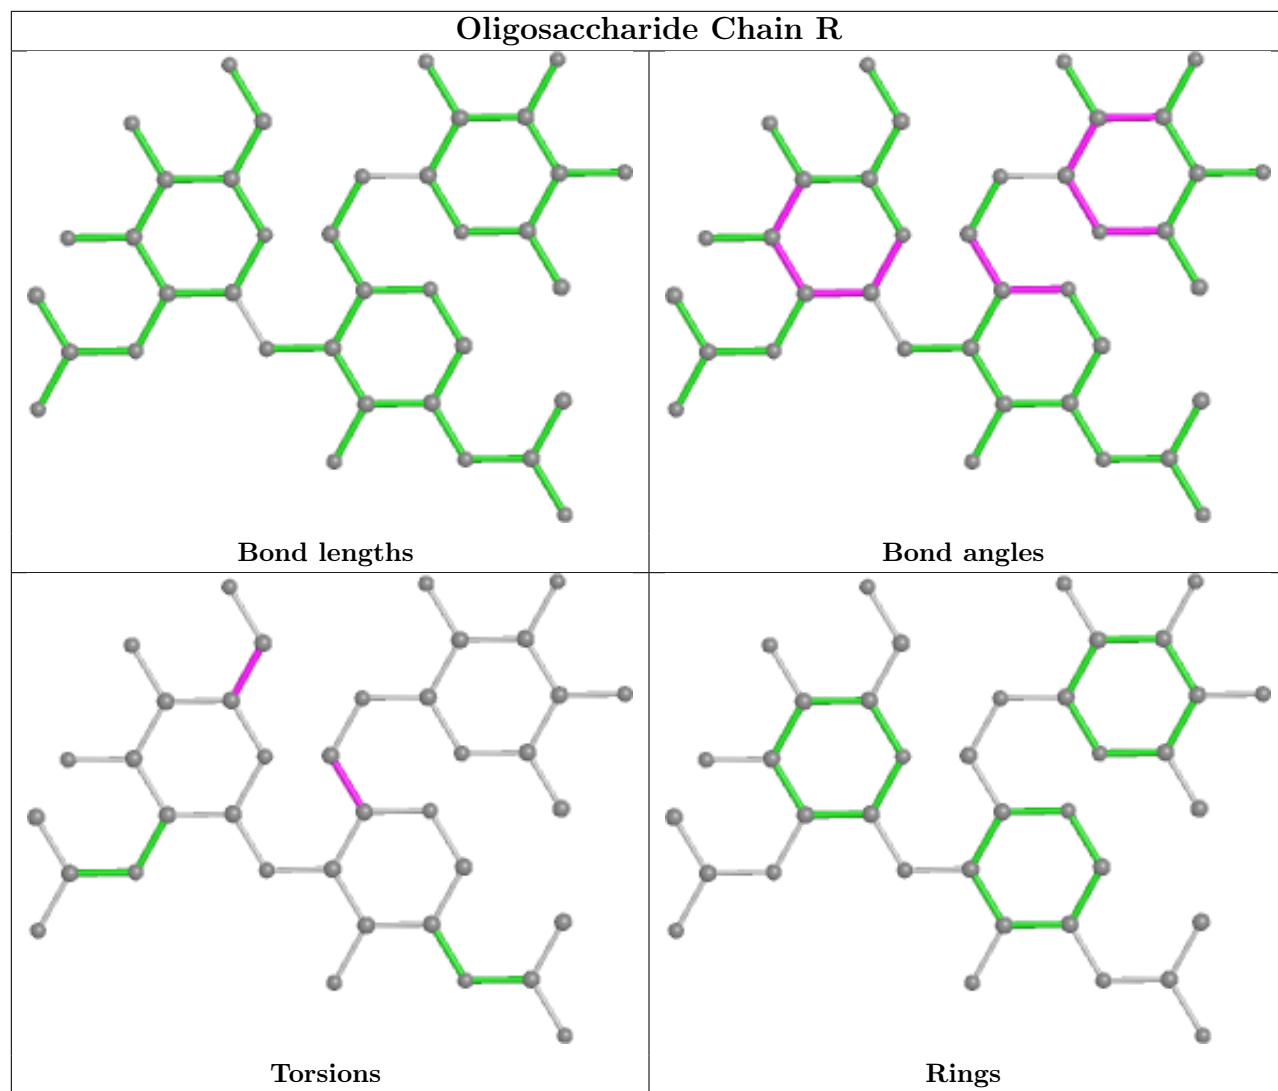 Oligosaccharide Chain R
Bond lengths
Bond angles
Torsions
Rings